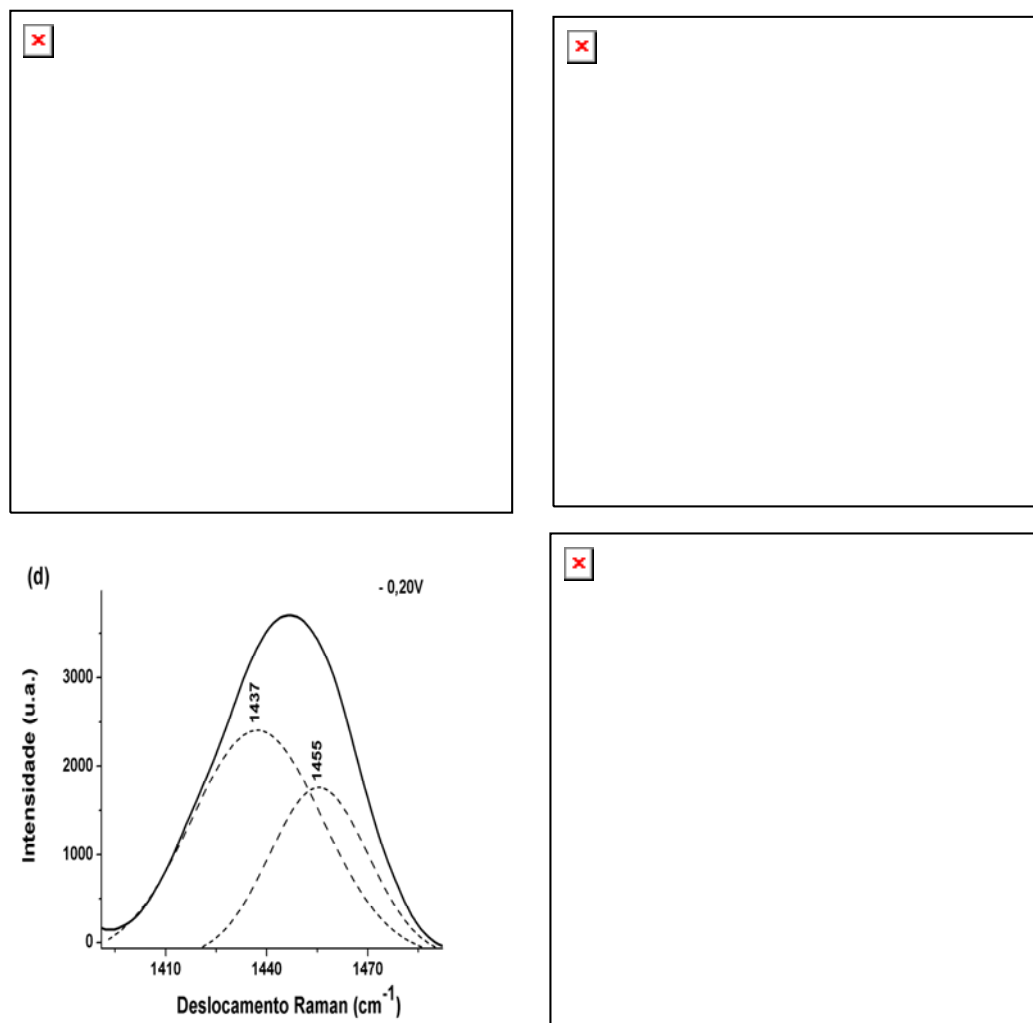 (d)
- 0,20V
3000
2000
1000
0
Intensidade (u.a.)
1437
1455
1410 1440 1470
Deslocamento Raman (cm-1)